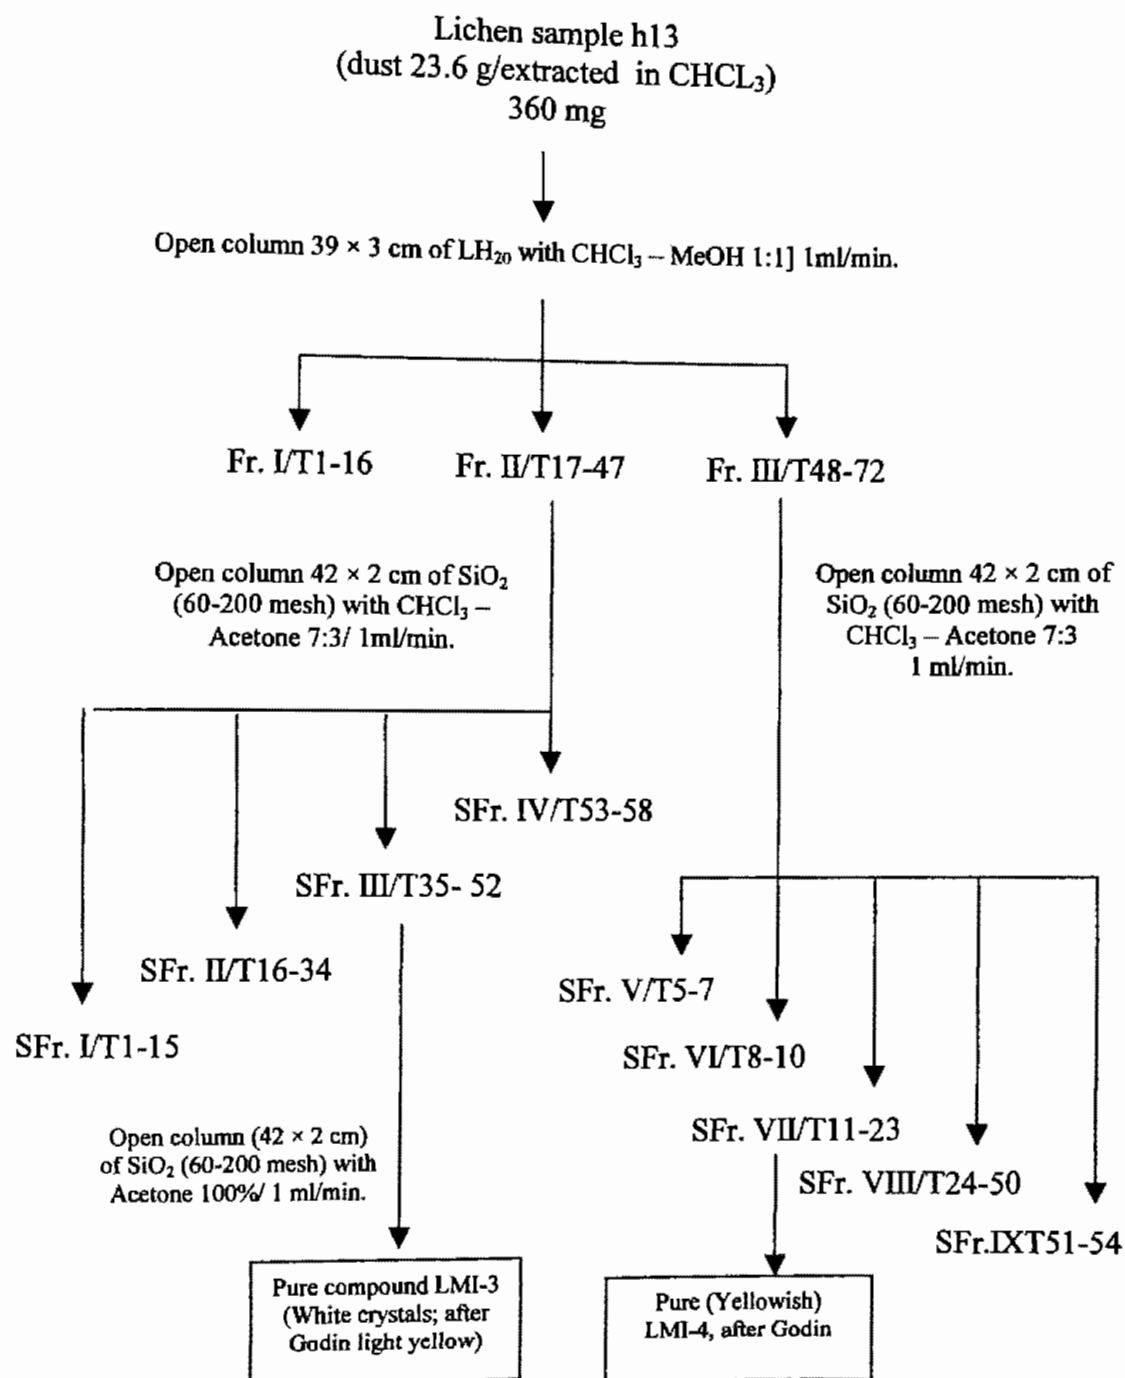 Lichen sample h13
(dust 23.6 g/extracted in CHCL₃)
360 mg
Open column 39 × 3 cm of LH₂₀ with CHCl₃ – MeOH 1:1] 1ml/min.
Fr. I/T1-16
Fr. II/T17-47
Fr. III/T48-72
Open column 42 × 2 cm of SiO₂
(60-200 mesh) with CHCl₃ –
Acetone 7:3/ 1ml/min.
Open column 42 × 2 cm of
SiO₂ (60-200 mesh) with
CHCl₃ – Acetone 7:3
1 ml/min.
SFr. IV/T53-58
SFr. III/T35- 52
SFr. II/T16-34
SFr. I/T1-15
SFr. V/T5-7
SFr. VI/T8-10
SFr. VII/T11-23
SFr. VIII/T24-50
SFr.IXT51-54
Open column (42 × 2 cm)
of SiO₂ (60-200 mesh) with
Acetone 100%/ 1 ml/min.
Pure compound LMI-3
(White crystals; after
Godin light yellow)
Pure (Yellowish)
LMI-4, after Godin